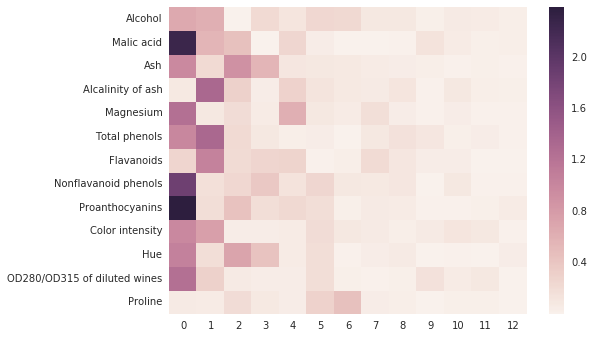 Alcohol
Malic acid
Ash
Alcalinity of ash
Magnesium
Total phenols
Flavanoids
Nonflavanoid phenols
Proanthocyanins
Color intensity
Hue
OD280/OD315 of diluted wines
Proline
0 1 2 3 4 5 6 7 8 9 10 11 12
2.0
1.6
1.2
0.8
0.4